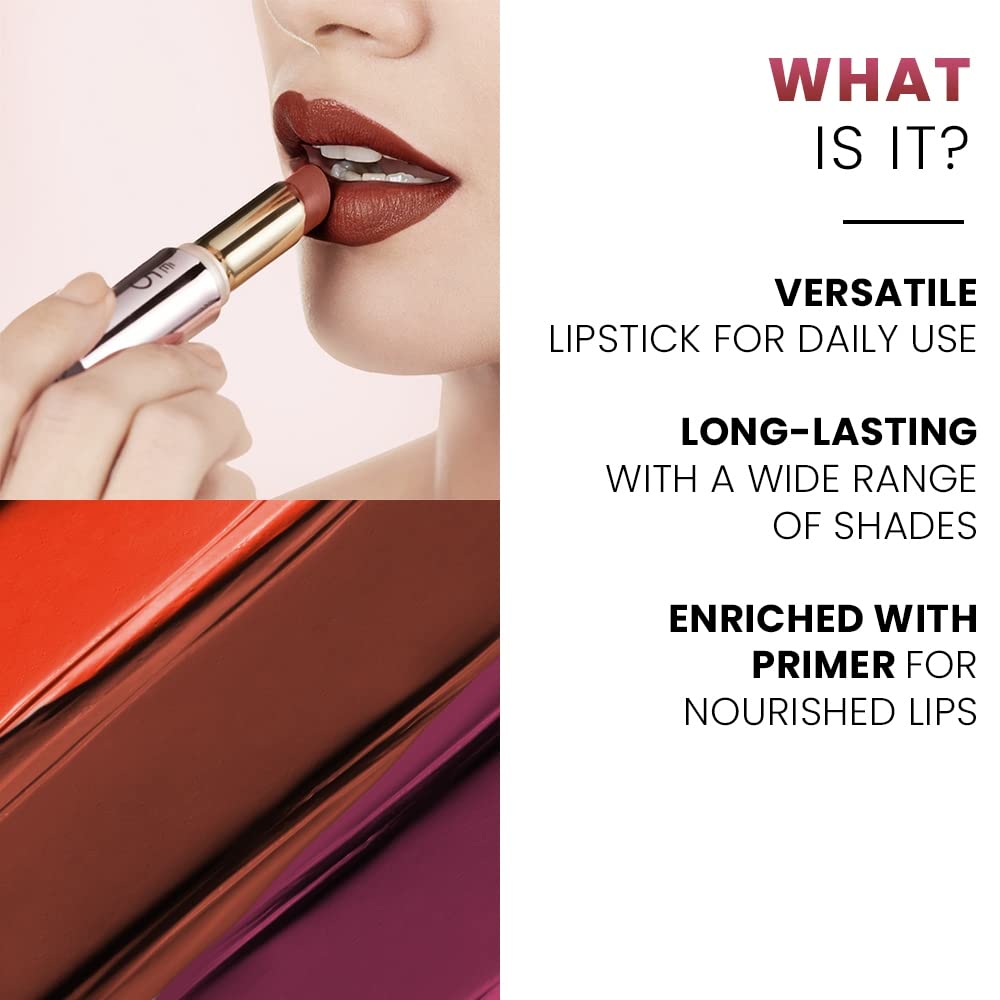 WHAT
IS IT?
VERSATILE
LIPSTICK FOR DAILY USE
LONG-LASTING
WITH A WIDE RANGE
OF SHADES
ENRICHED WITH
PRIMER FOR
NOURISHED LIPS